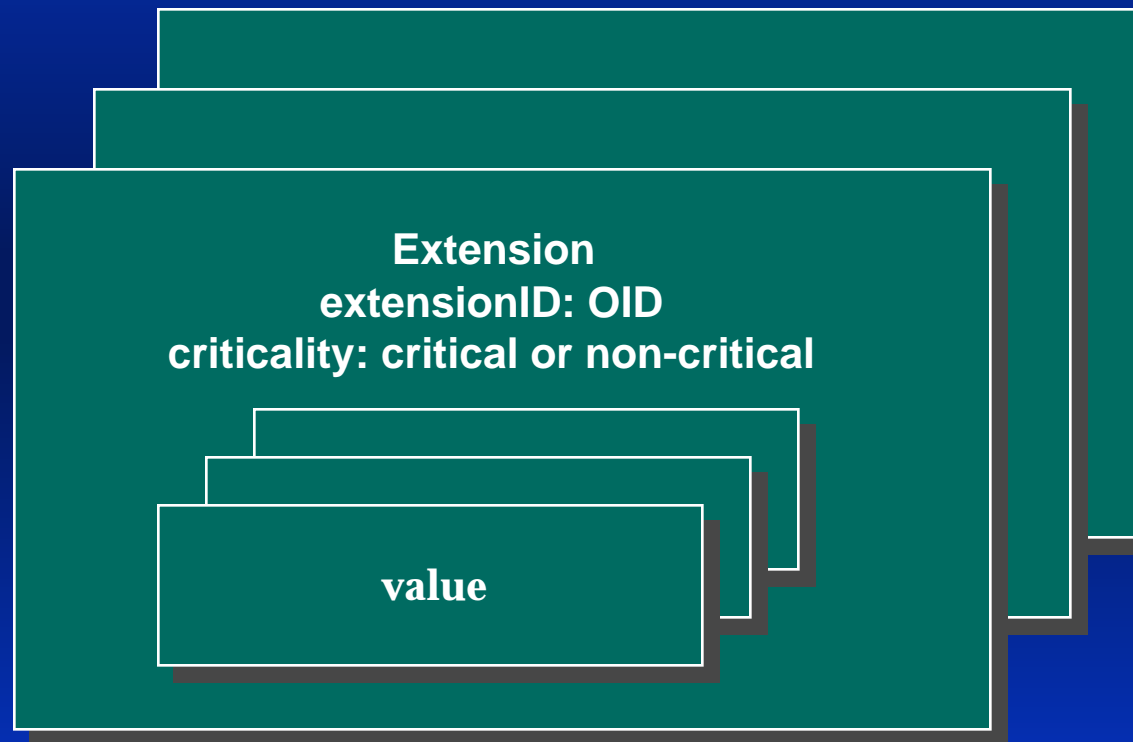 Extension
extensionID: OID
criticality: critical or non-critical
value